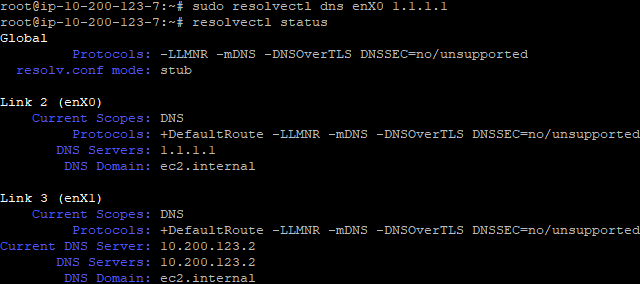 root@ip-10-200-123-7:~# sudo resolvectl dns enX0 1.1.1.1
root@ip-10-200-123-7:~# resolvectl status
Global
Protocols: -LLMNR -mDNS -DNSOverTLS DNSSEC=no/unsupported
resolv.conf mode: stub
Link 2 (enX0)
Current Scopes: DNS
Protocols: +DefaultRoute -LLMNR -mDNS -DNSOverTLS DNSSEC=no/unsupported
DNS Servers: 1.1.1.1
DNS Domain: ec2.internal
Link 3 (enX1)
Current Scopes: DNS
Protocols: +DefaultRoute -LLMNR -mDNS -DNSOverTLS DNSSEC=no/unsupported
Current DNS Server: 10.200.123.2
DNS Servers: 10.200.123.2
DNS Domain: ec2.internal